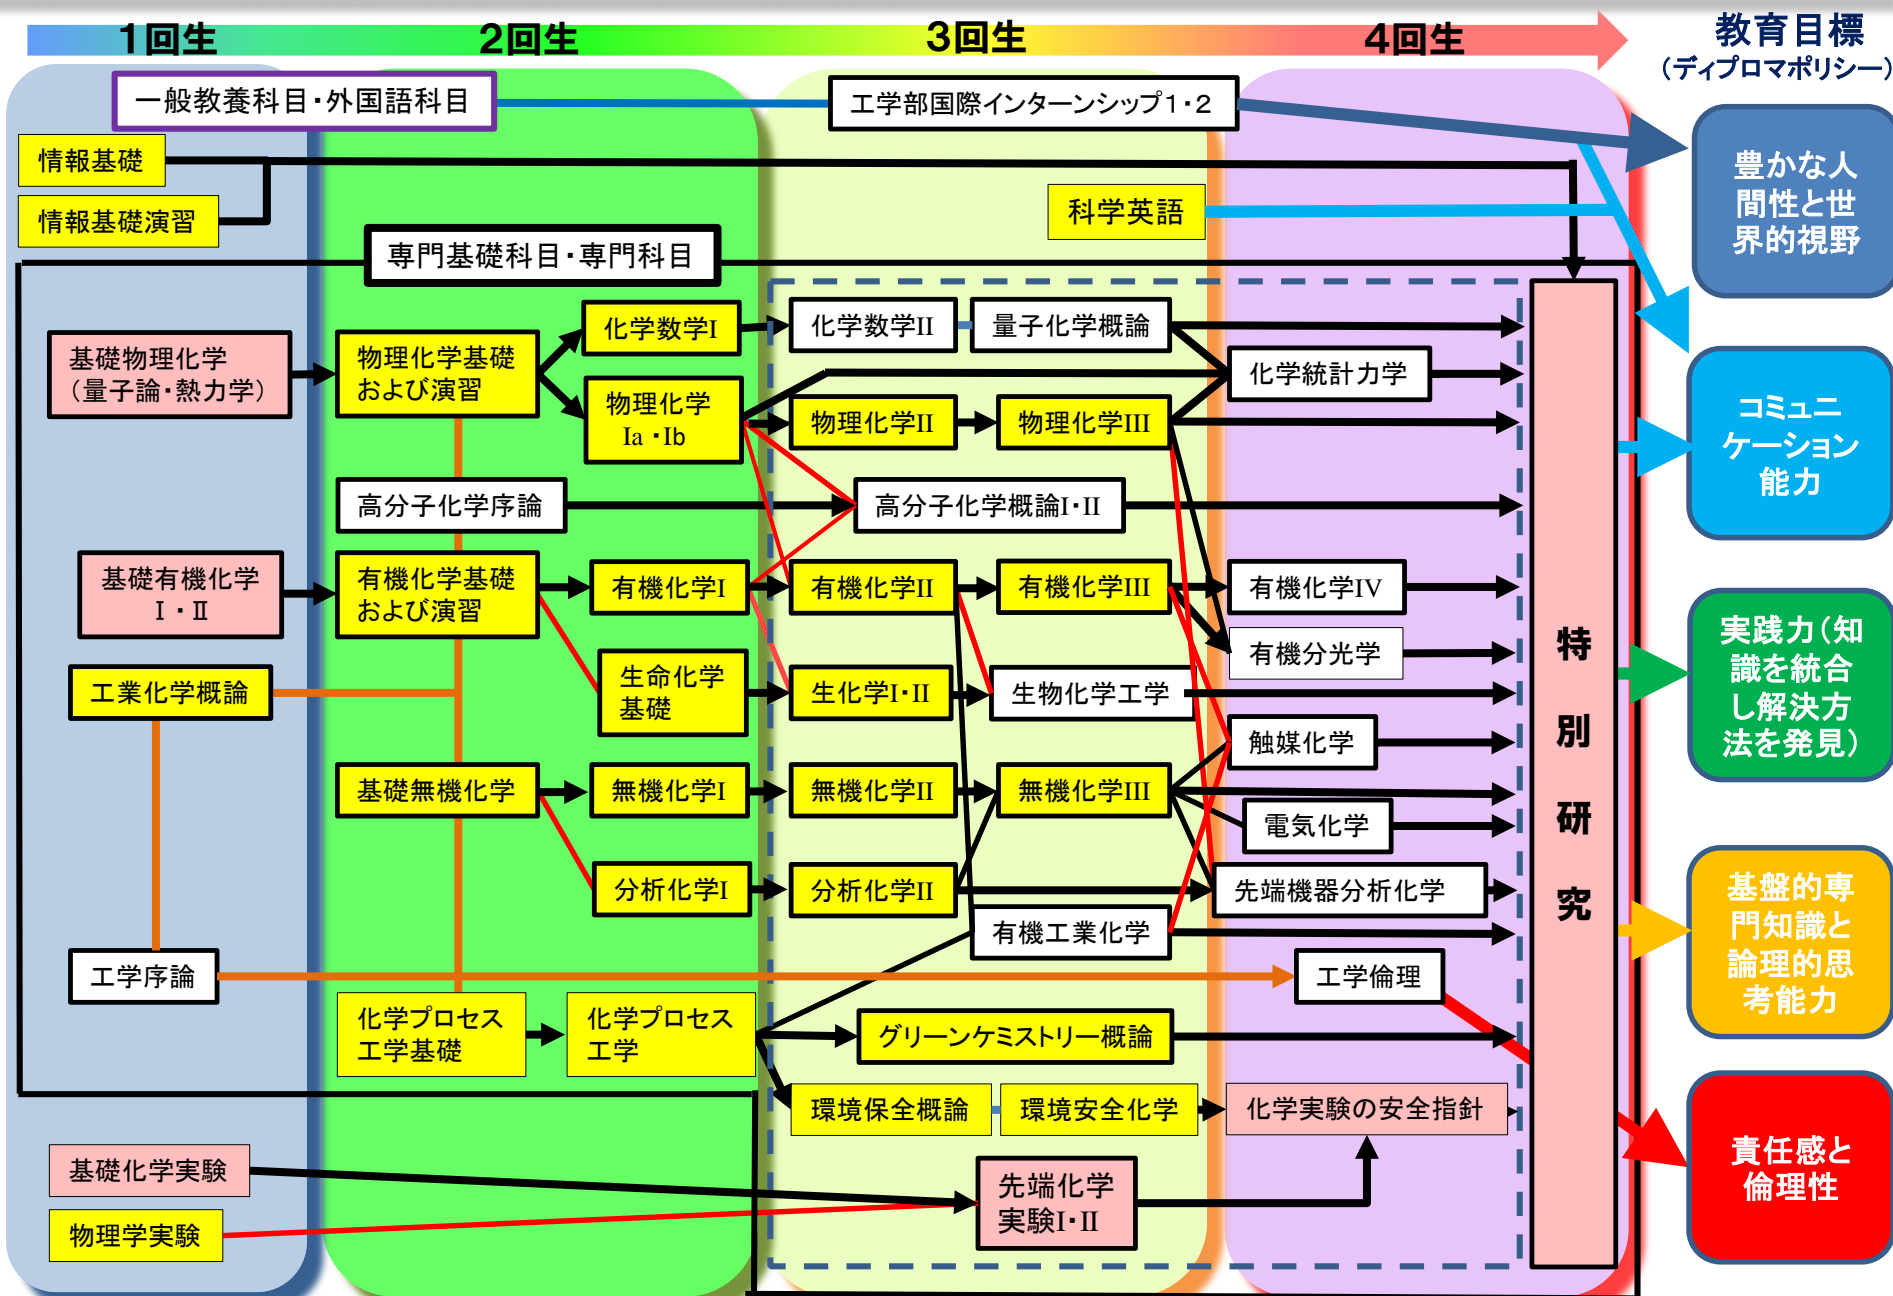 1回生
2回生
3回生
4回生
教育目標
（ディプロマポリシー）
一般教養科目・外国語科目
工学部国際インターンシップ1・2
情報基礎
情報基礎演習
科学英語
専門基礎科目・専門科目
基礎物理化学
（量子論・熱力学）
物理化学基礎
および演習
化学数学I
化学数学II
量子化学概論
物理化学
Ia・Ib
化学統計力学
物理化学II
物理化学III
高分子化学序論
高分子化学概論I・II
基礎有機化学
I・II
有機化学基礎
および演習
有機化学I
有機化学II
有機化学III
有機化学IV
有機分光学
工業化学概論
生命化学
基礎
生化学I・II
生物化学工学
触媒化学
基礎無機化学
無機化学I
無機化学II
無機化学III
電気化学
分析化学I
分析化学II
先端機器分析化学
有機工業化学
工学序論
工学倫理
化学プロセス
工学基礎
化学プロセス
工学
グリーンケミストリー概論
環境保全概論
環境安全化学
化学実験の安全指針
基礎化学実験
物理学実験
先端化学
実験I・II
特
別
研
究
豊かな人
間性と世
界的視野
コミュニ
ケーション
能力
実践力（知
識を統合
し解決方
法を発見）
基盤的専
門知識と
論理的思
考能力
責任感と
倫理性